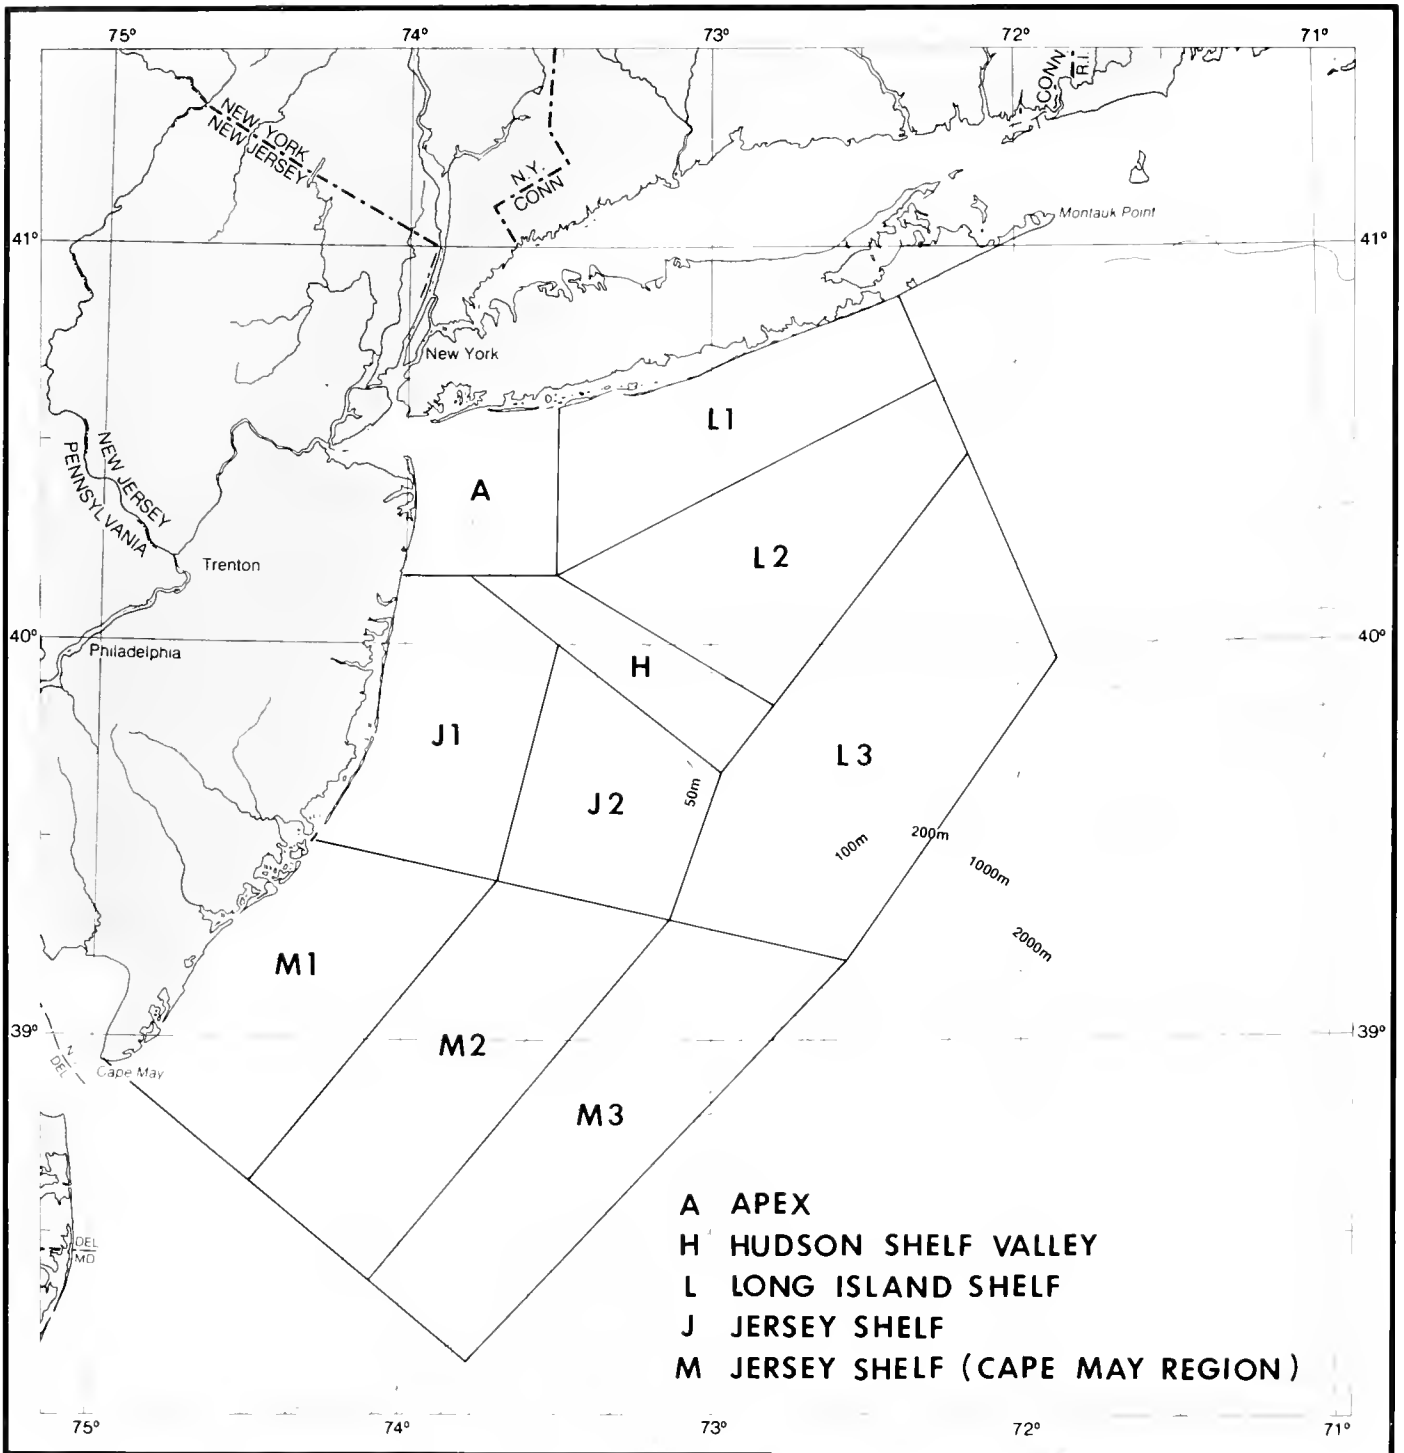 75° 74° 73° 72° 71°
CONN
R.I.
NEW YORK
NEW JERSEY
N.Y.
CONN
Montauk Point
41° 41°
New York
L1
NEW JERSEY
PENNSYLVANIA
A
L2
Trenton
40° 40°
Philadelphia
H
J1
L3
50m
J2
100m
200m
1000m
2000m
M1
39° 39°
M2
N.J.
DEL
Cape May
M3
A APEX
H HUDSON SHELF VALLEY
DEL
MD
L LONG ISLAND SHELF
J JERSEY SHELF
M JERSEY SHELF (CAPE MAY REGION)
75° 74° 73° 72° 71°